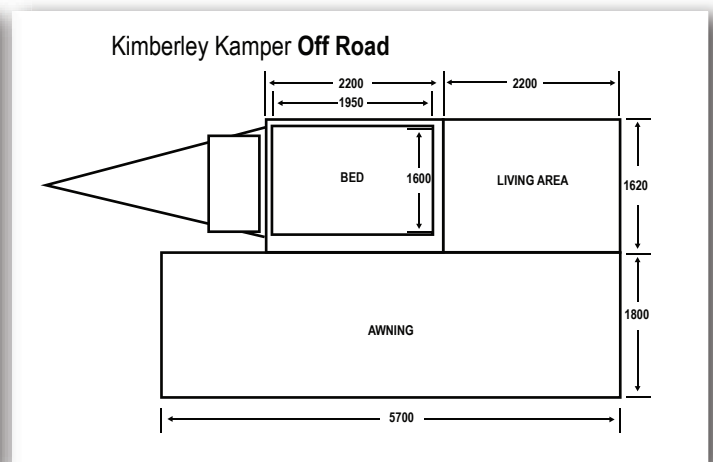 Kimberley Kamper Off Road
2200
2200
1950
BED
1600
LIVING AREA
1620
AWNING
1800
5700